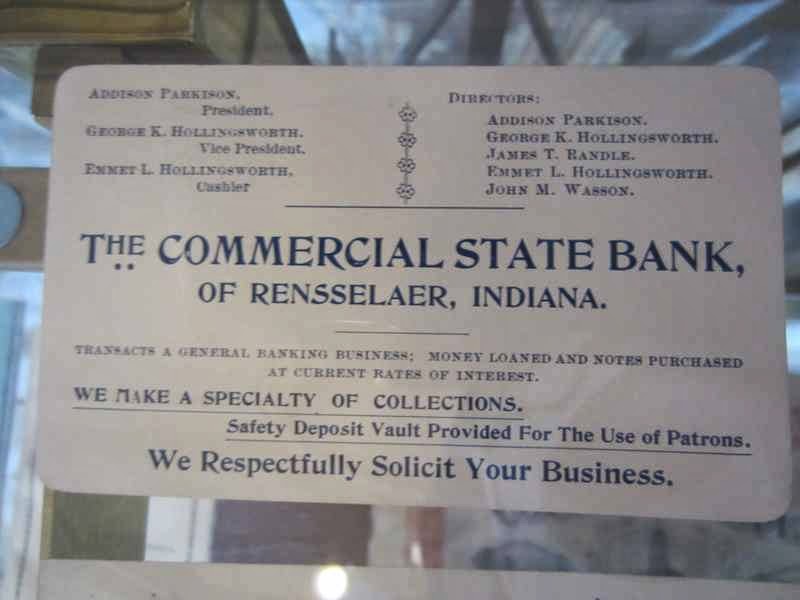 ADDISON PARKISON,
President.
GEORGE K. HOLLINGSWORTH.
Vice President.
EMMET L. HOLLINGSWORTH,
Cashier
DIRECTORS:
ADDISON PARKISON.
GEORGE K. HOLLINGSWORTH.
JAMES T. RANDLE.
EMMET L. HOLLINGSWORTH.
JOHN M. WASSON.
THE COMMERCIAL STATE BANK,
OF RENSSELAER, INDIANA.
TRANSACTS A GENERAL BANKING BUSINESS; MONEY LOANED AND NOTES PURCHASED
AT CURRENT RATES OF INTEREST.
WE MAKE A SPECIALTY OF COLLECTIONS.
Safety Deposit Vault Provided For The Use of Patrons.
We Respectfully Solicit Your Business.